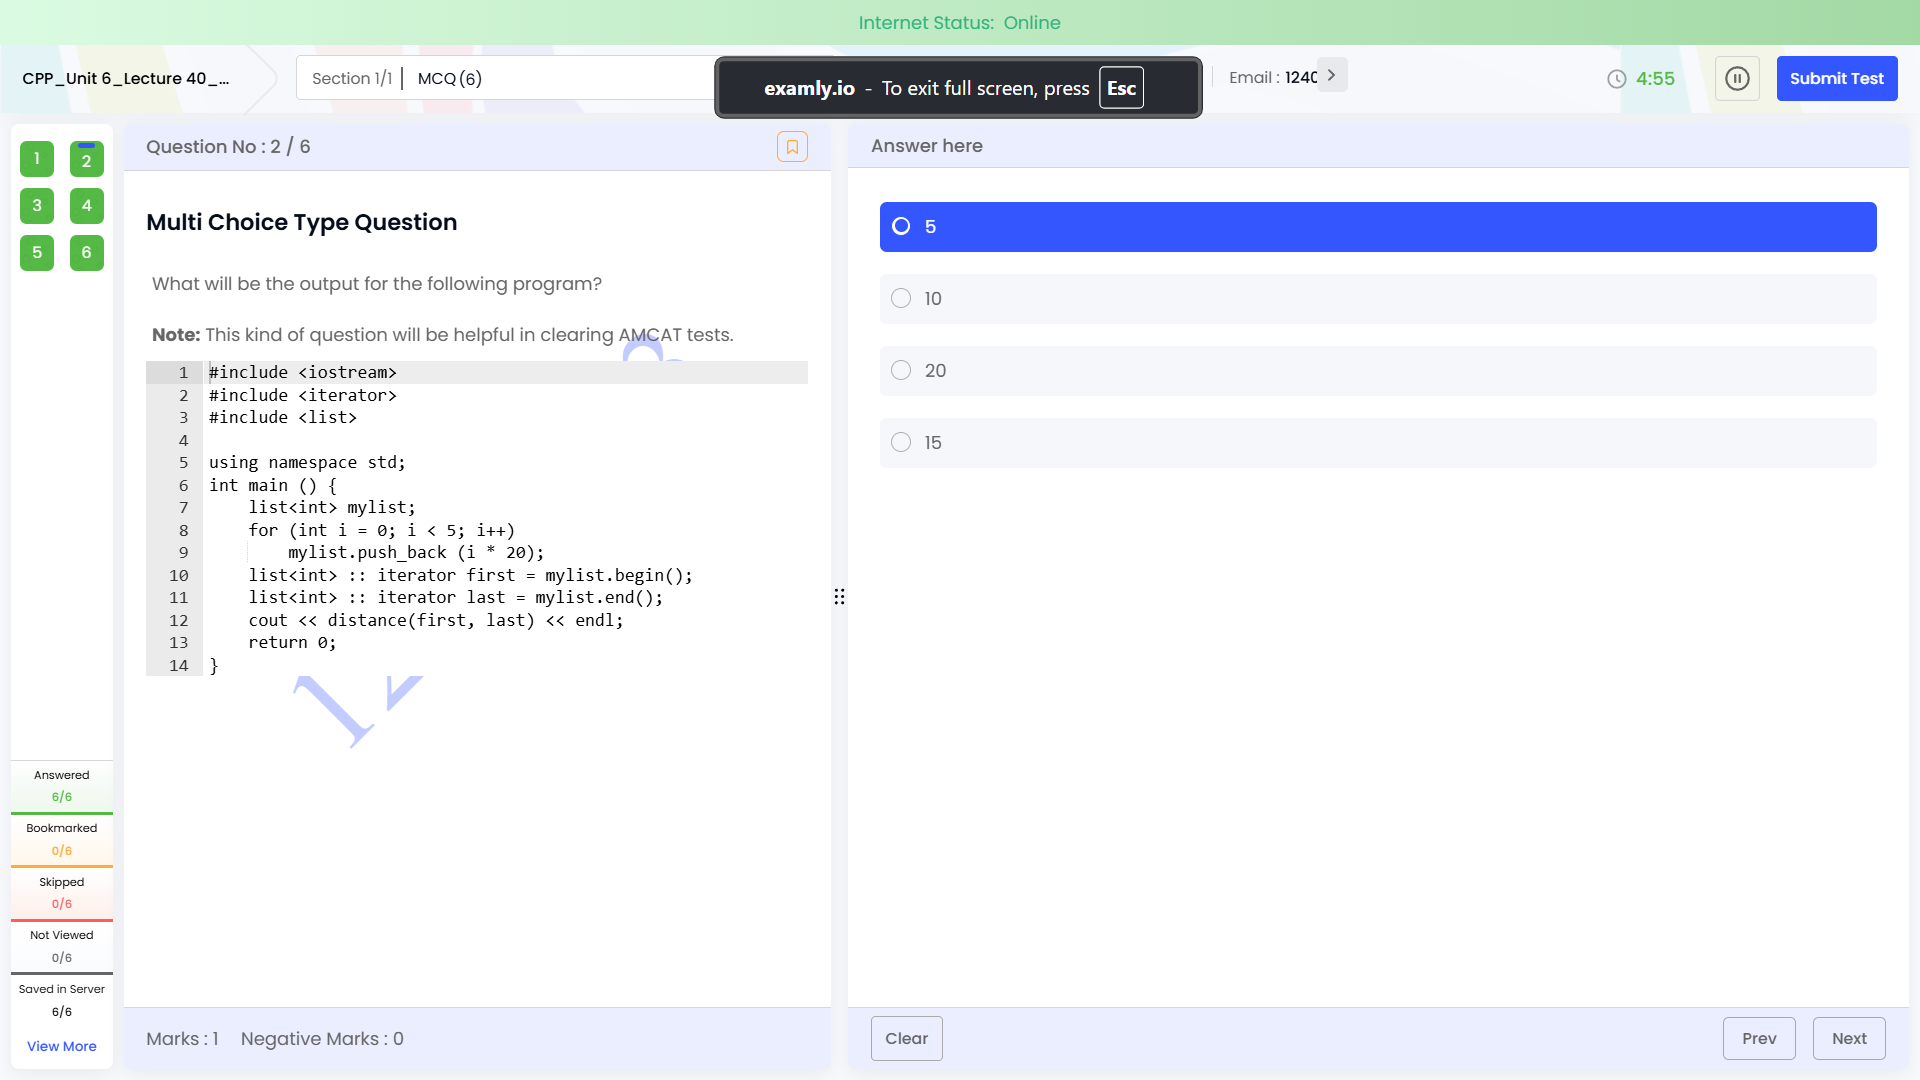 Internet Status: Online
CPP_Unit 6_Lecture 40_...
Section 1/1 | MCQ (6)
examly.io - To exit full screen, press Esc
Email : 1240
4:55
Submit Test
1 2
3 4
5 6
Question No : 2 / 6
Multi Choice Type Question
What will be the output for the following program?
Note: This kind of question will be helpful in clearing AMCAT tests.
1 #include <iostream>
2 #include <iterator>
3 #include <list>
4
5 using namespace std;
6 int main () {
7     list<int> mylist;
8     for (int i = 0; i < 5; i++)
9         mylist.push_back (i * 20);
10     list<int> :: iterator first = mylist.begin();
11     list<int> :: iterator last = mylist.end();
12     cout << distance(first, last) << endl;
13     return 0;
14 }
Answer here
5
10
20
15
Answered
6/6
Bookmarked
0/6
Skipped
0/6
Not Viewed
0/6
Saved in Server
6/6
View More
Marks : 1 Negative Marks : 0
Clear
Prev
Next